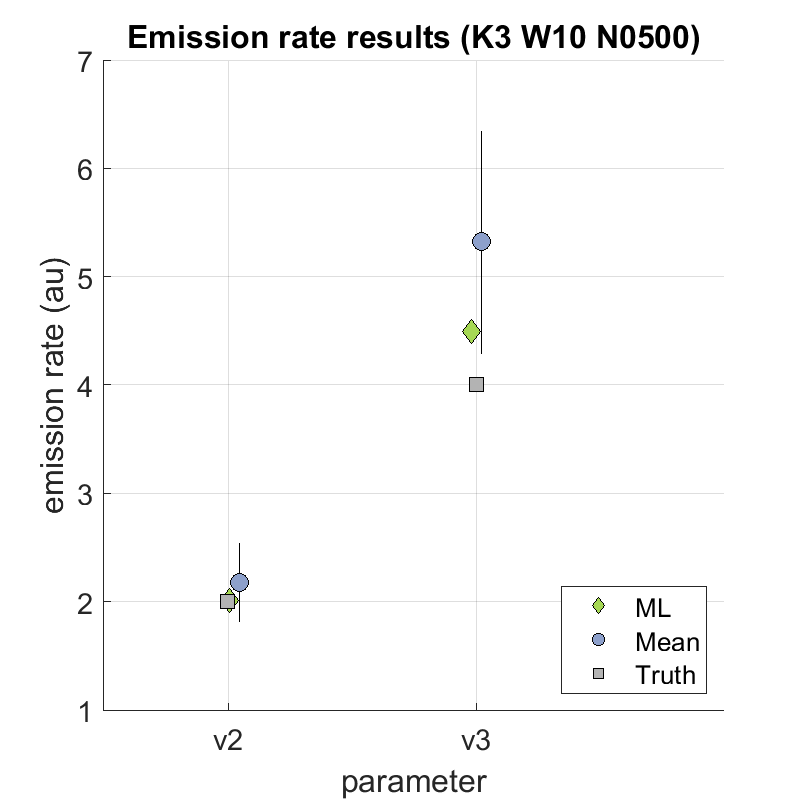 Emission rate results (K3 W10 N0500)
7
6
5
4
3
2
1
emission rate (au)
v2 v3
parameter
ML
Mean
Truth